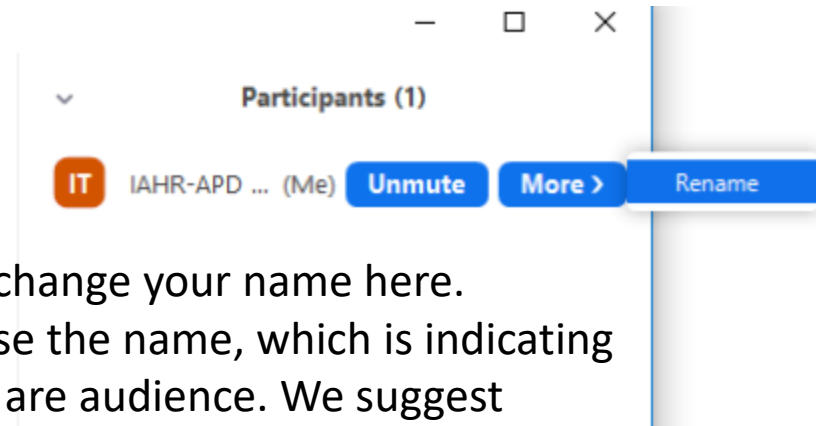 Participants (1)
IT IAHR-APD ... (Me) Unmute More > Rename
change your name here.
se the name, which is indicating
are audience. We suggest